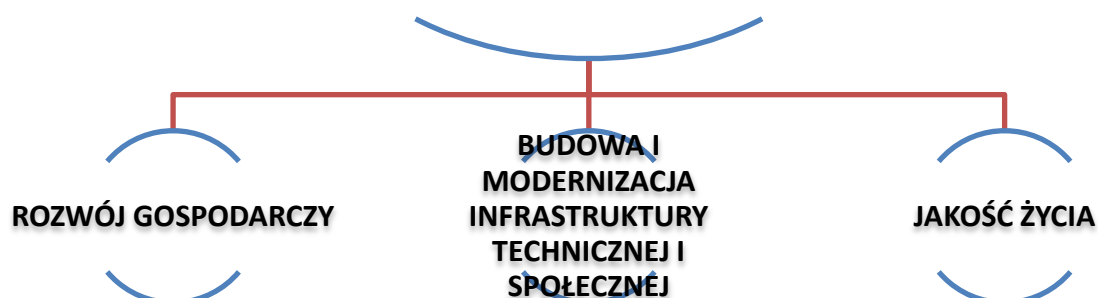 ROZWÓJ GOSPODARCZY
BUDOWA I
MODERNIZACJA
INFRASTRUKTURY
TECHNICZNEJ I
SPOŁECZNEJ
JAKOŚĆ ŻYCIA